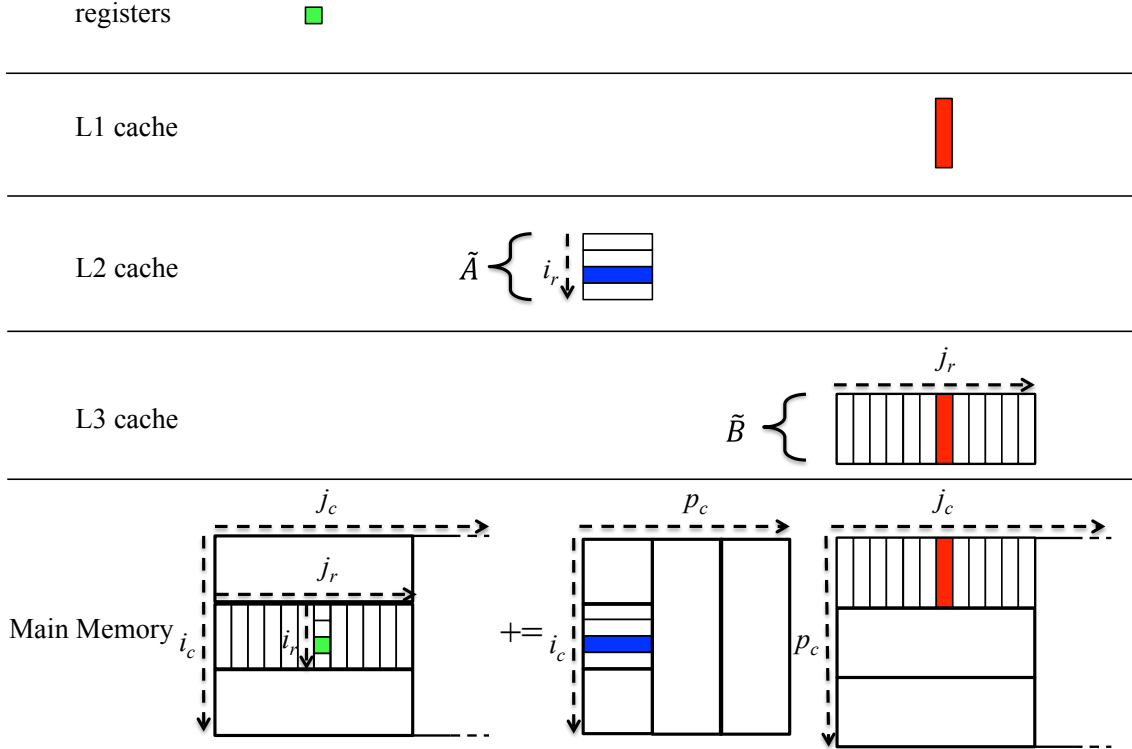 registers
L1 cache
L2 cache
Ã
i_r
L3 cache
B̃
j_r
Main Memory
j_c
i_c
j_r
i_r
+=
p_c
i_c
j_c
p_c